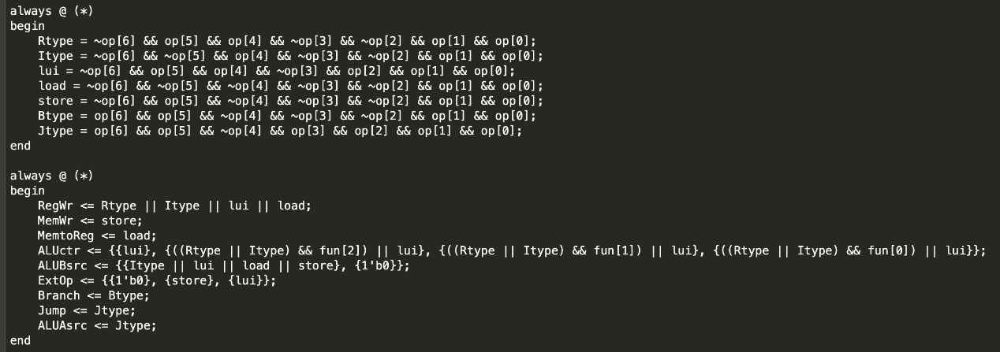 always @ (*)
begin
    Rtype = ~op[6] && op[5] && op[4] && ~op[3] && ~op[2] && op[1] && op[0];
    Itype = ~op[6] && ~op[5] && op[4] && ~op[3] && ~op[2] && op[1] && op[0];
    lui = ~op[6] && op[5] && op[4] && ~op[3] && op[2] && op[1] && op[0];
    load = ~op[6] && ~op[5] && ~op[4] && ~op[3] && ~op[2] && op[1] && op[0];
    store = ~op[6] && op[5] && ~op[4] && ~op[3] && ~op[2] && op[1] && op[0];
    Btype = op[6] && op[5] && ~op[4] && ~op[3] && ~op[2] && op[1] && op[0];
    Jtype = op[6] && op[5] && ~op[4] && op[3] && op[2] && op[1] && op[0];
end

always @ (*)
begin
    RegWr <= Rtype || Itype || lui || load;
    MemWr <= store;
    MemtoReg <= load;
    ALUctr <= {{lui}, {((Rtype || Itype) && fun[2]) || lui}, {((Rtype || Itype) && fun[1]) || lui}, {((Rtype || Itype) && fun[0]) || lui}};
    ALUBsrc <= {{Itype || lui || load || store}, {1'b0}};
    ExtOp <= {{1'b0}, {store}, {lui}};
    Branch <= Btype;
    Jump <= Jtype;
    ALUAsrc <= Jtype;
end